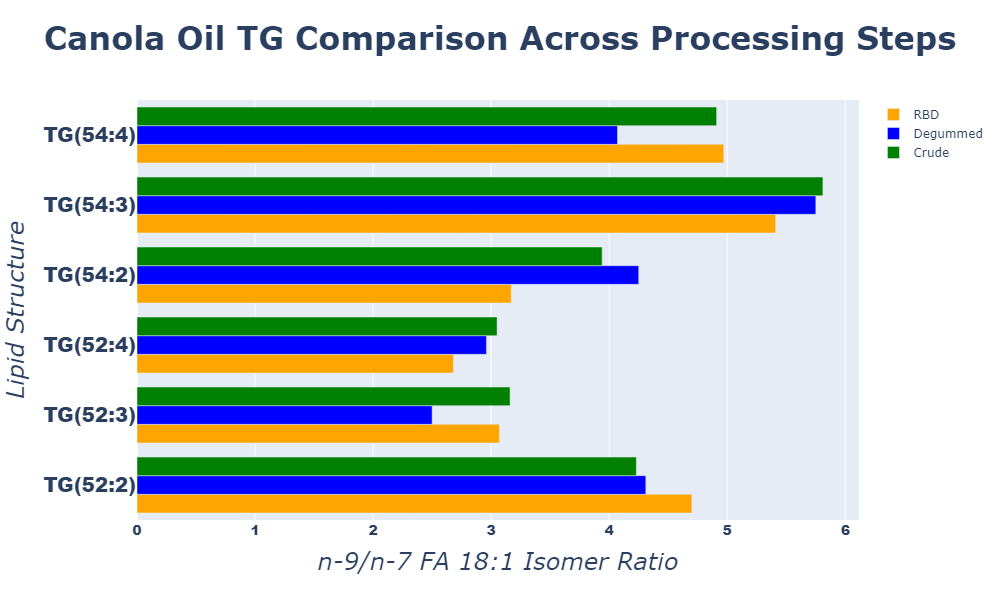 Canola Oil TG Comparison Across Processing Steps
RBD
Degummed
Crude
Lipid Structure
TG(54:4)
TG(54:3)
TG(54:2)
TG(52:4)
TG(52:3)
TG(52:2)
0 1 2 3 4 5 6
n-9/n-7 FA 18:1 Isomer Ratio